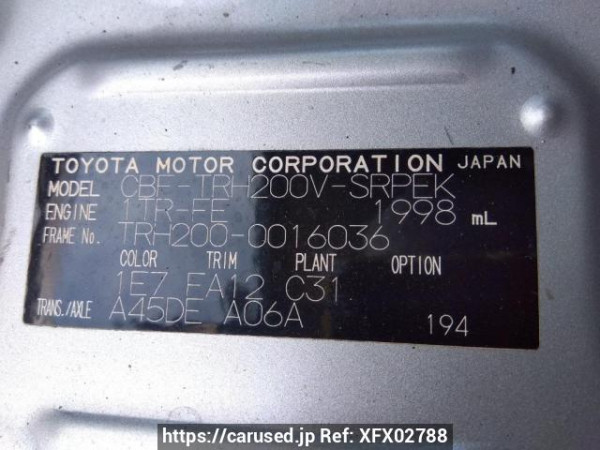 TOYOTA MOTOR CORPORATION JAPAN
MODEL CBF-TRH200V-SRPEK
ENGINE 1TR-FE 1998 mL
FRAME No. TRH200-0016036
COLOR TRIM PLANT OPTION
1E7 EA12 C31
TRANS./AXLE A45DE A06A 194
https://carused.jp Ref: XFX02788